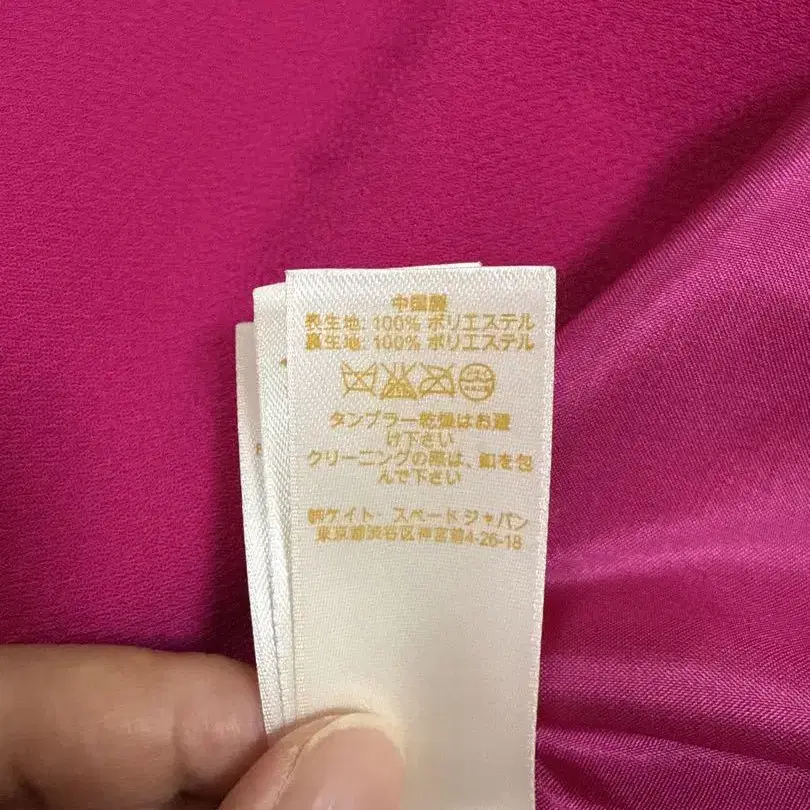 中国製
表生地: 100% ポリエステル
裏生地: 100% ポリエステル
タンブラー乾燥はお避
け下さい
クリーニングの際は、釦を包
んで下さい
㈱ケイト・スペードジャパン
東京都渋谷区神宮前4-26-18